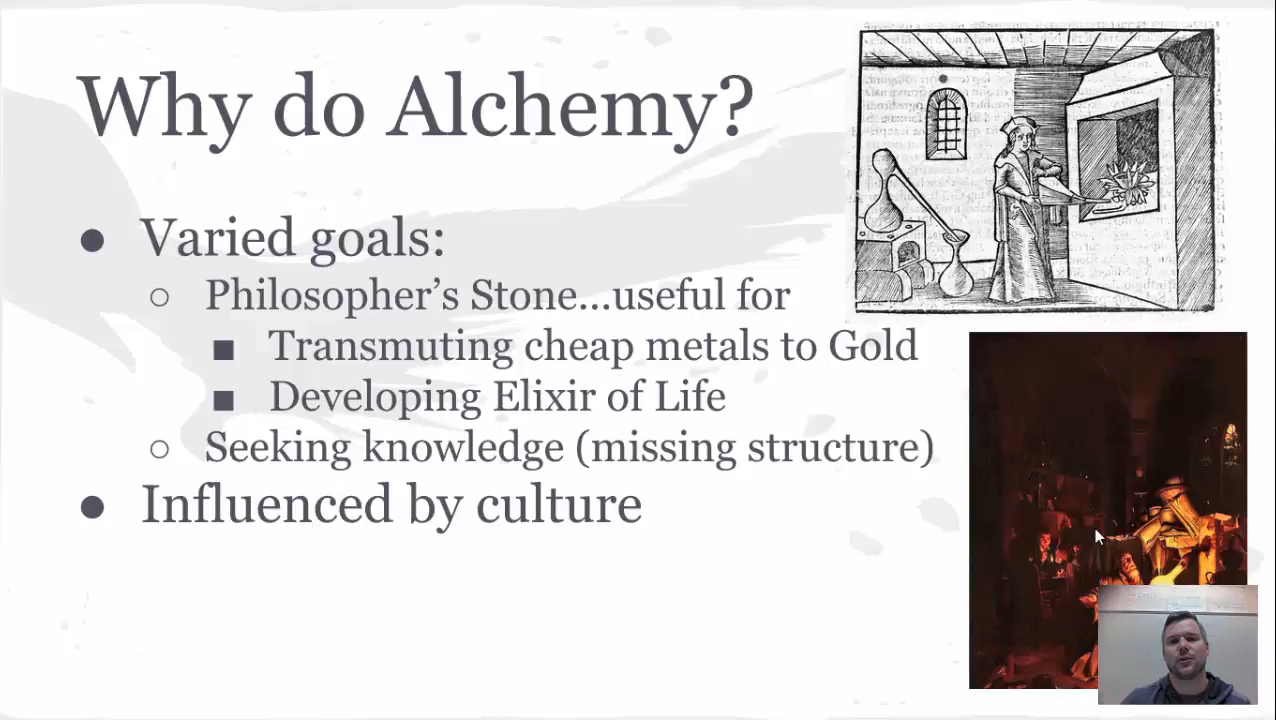 Why do Alchemy?
● Varied goals:
○ Philosopher's Stone...useful for
■ Transmuting cheap metals to Gold
■ Developing Elixir of Life
○ Seeking knowledge (missing structure)
● Influenced by culture